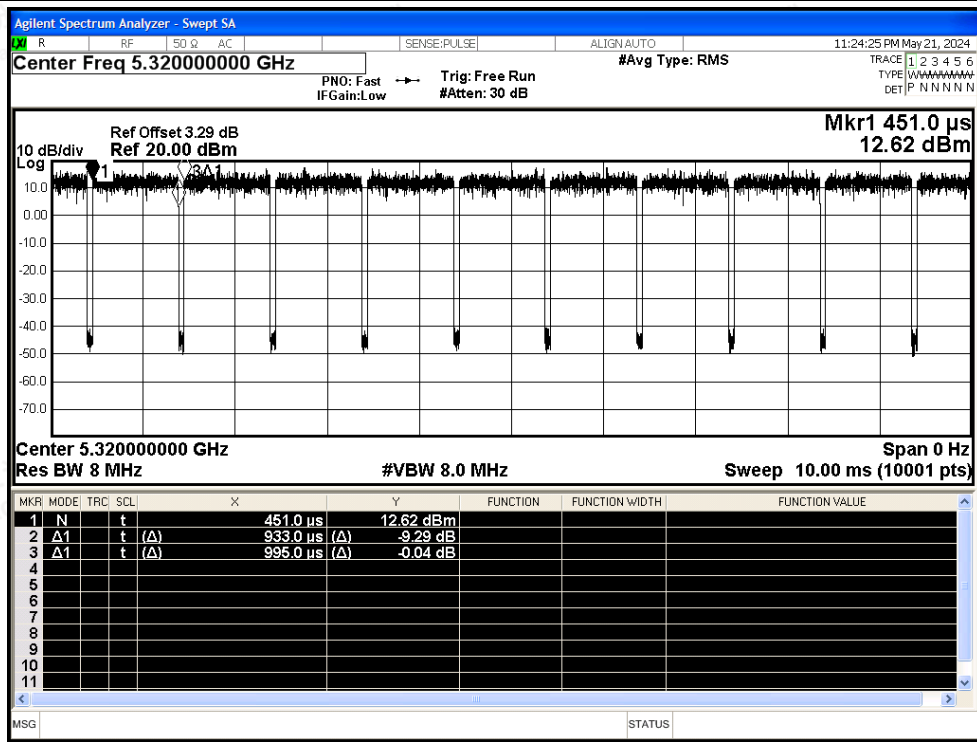 Agilent Spectrum Analyzer - Swept SA
LXI R RF 50 Ω AC SENSE:PULSE ALIGN AUTO 11:24:25 PM May 21, 2024
Center Freq 5.320000000 GHz
PNO: Fast
IFGain:Low
Trig: Free Run
#Atten: 30 dB
#Avg Type: RMS
TRACE 1 2 3 4 5 6
TYPE
DET P N N N N N
Mkr1 451.0 µs
12.62 dBm
Ref Offset 3.29 dB
10 dB/div Ref 20.00 dBm
Log
1
3Δ1
10.0
0.00
-10.0
-20.0
-30.0
-40.0
-50.0
-60.0
-70.0
Center 5.320000000 GHz Span 0 Hz
Res BW 8 MHz #VBW 8.0 MHz Sweep 10.00 ms (10001 pts)
MKR MODE TRC SCL X Y FUNCTION FUNCTION WIDTH FUNCTION VALUE
1 N t 451.0 µs 12.62 dBm
2 Δ1 t (Δ) 933.0 µs (Δ) -9.29 dB
3 Δ1 t (Δ) 995.0 µs (Δ) -0.04 dB
4
5
6
7
8
9
10
11
MSG STATUS